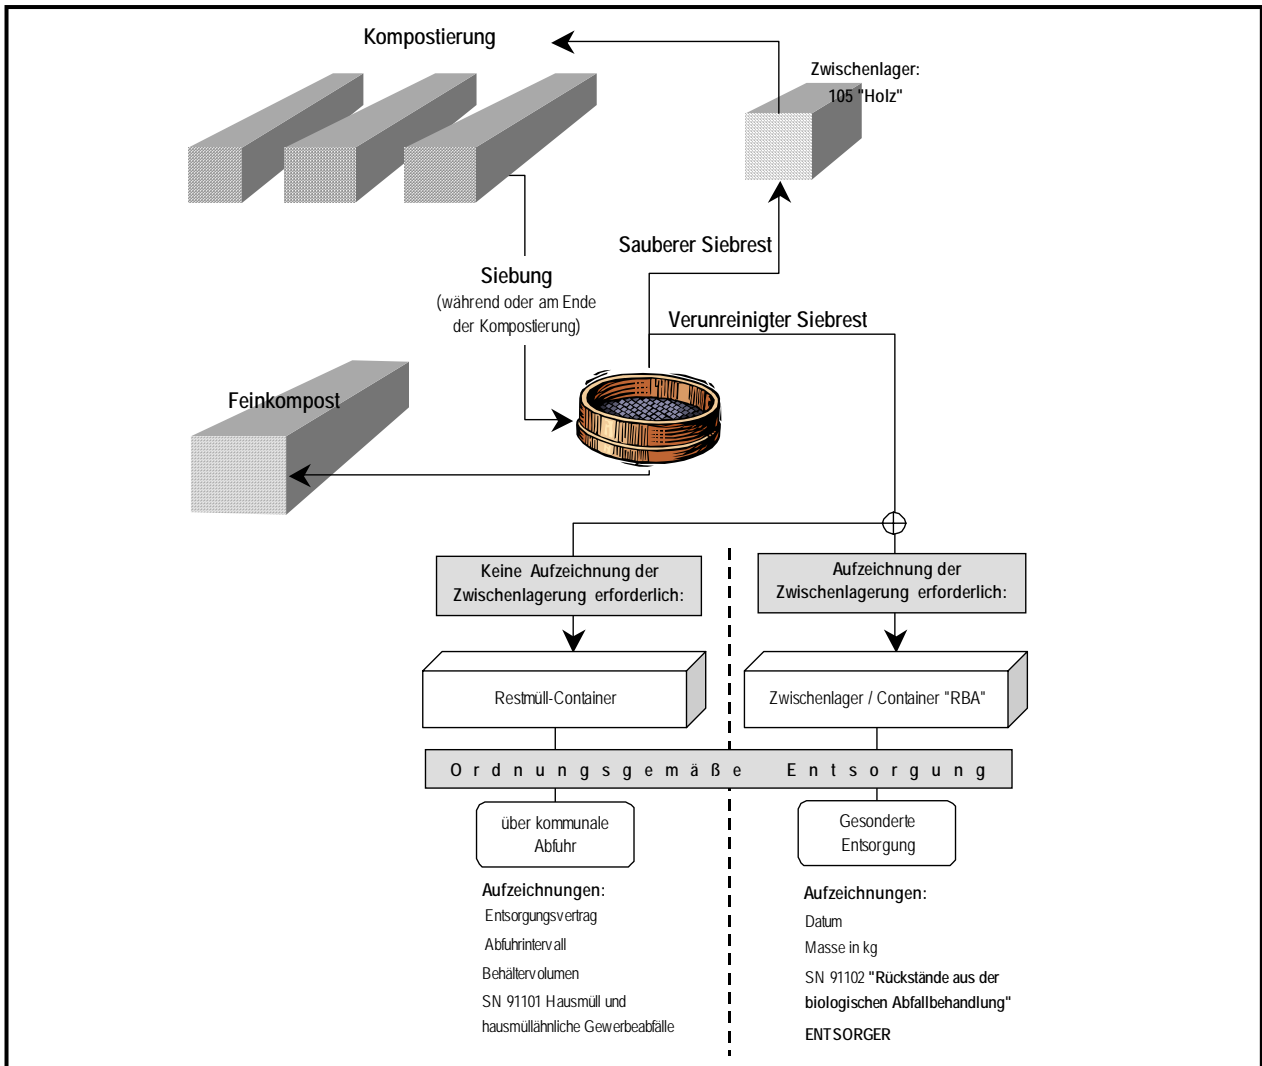 Kompostierung
Zwischenlager:
105 "Holz"
Sauberer Siebrest
Siebung
(während oder am Ende
der Kompostierung)
Verunreinigter Siebrest
Feinkompost
Keine Aufzeichnung der
Zwischenlagerung erforderlich:
Aufzeichnung der
Zwischenlagerung erforderlich:
Restmüll-Container
Zwischenlager / Container "RBA"
Ordnungsgemäße Entsorgung
über kommunale
Abfuhr
Gesonderte
Entsorgung
Aufzeichnungen:
Entsorgungsvertrag
Abfuhrintervall
Behältervolumen
SN 91101 Hausmüll und
hausmüllähnliche Gewerbeabfälle
Aufzeichnungen:
Datum
Masse in kg
SN 91102 "Rückstände aus der
biologischen Abfallbehandlung"
ENTSORGER